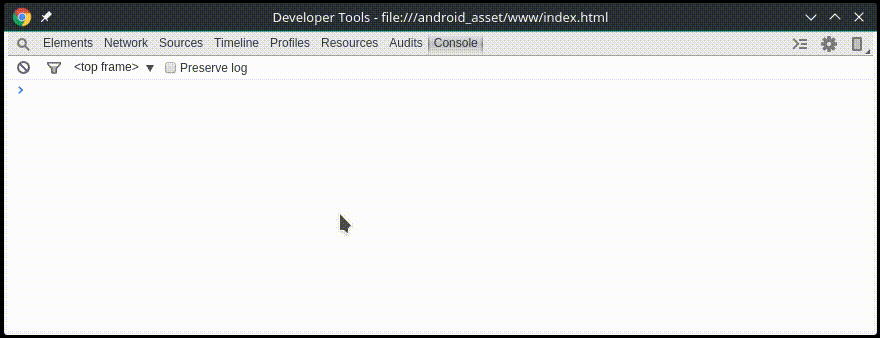 Developer Tools - file:///android_asset/www/index.html
Elements Network Sources Timeline Profiles Resources Audits Console
<top frame> Preserve log